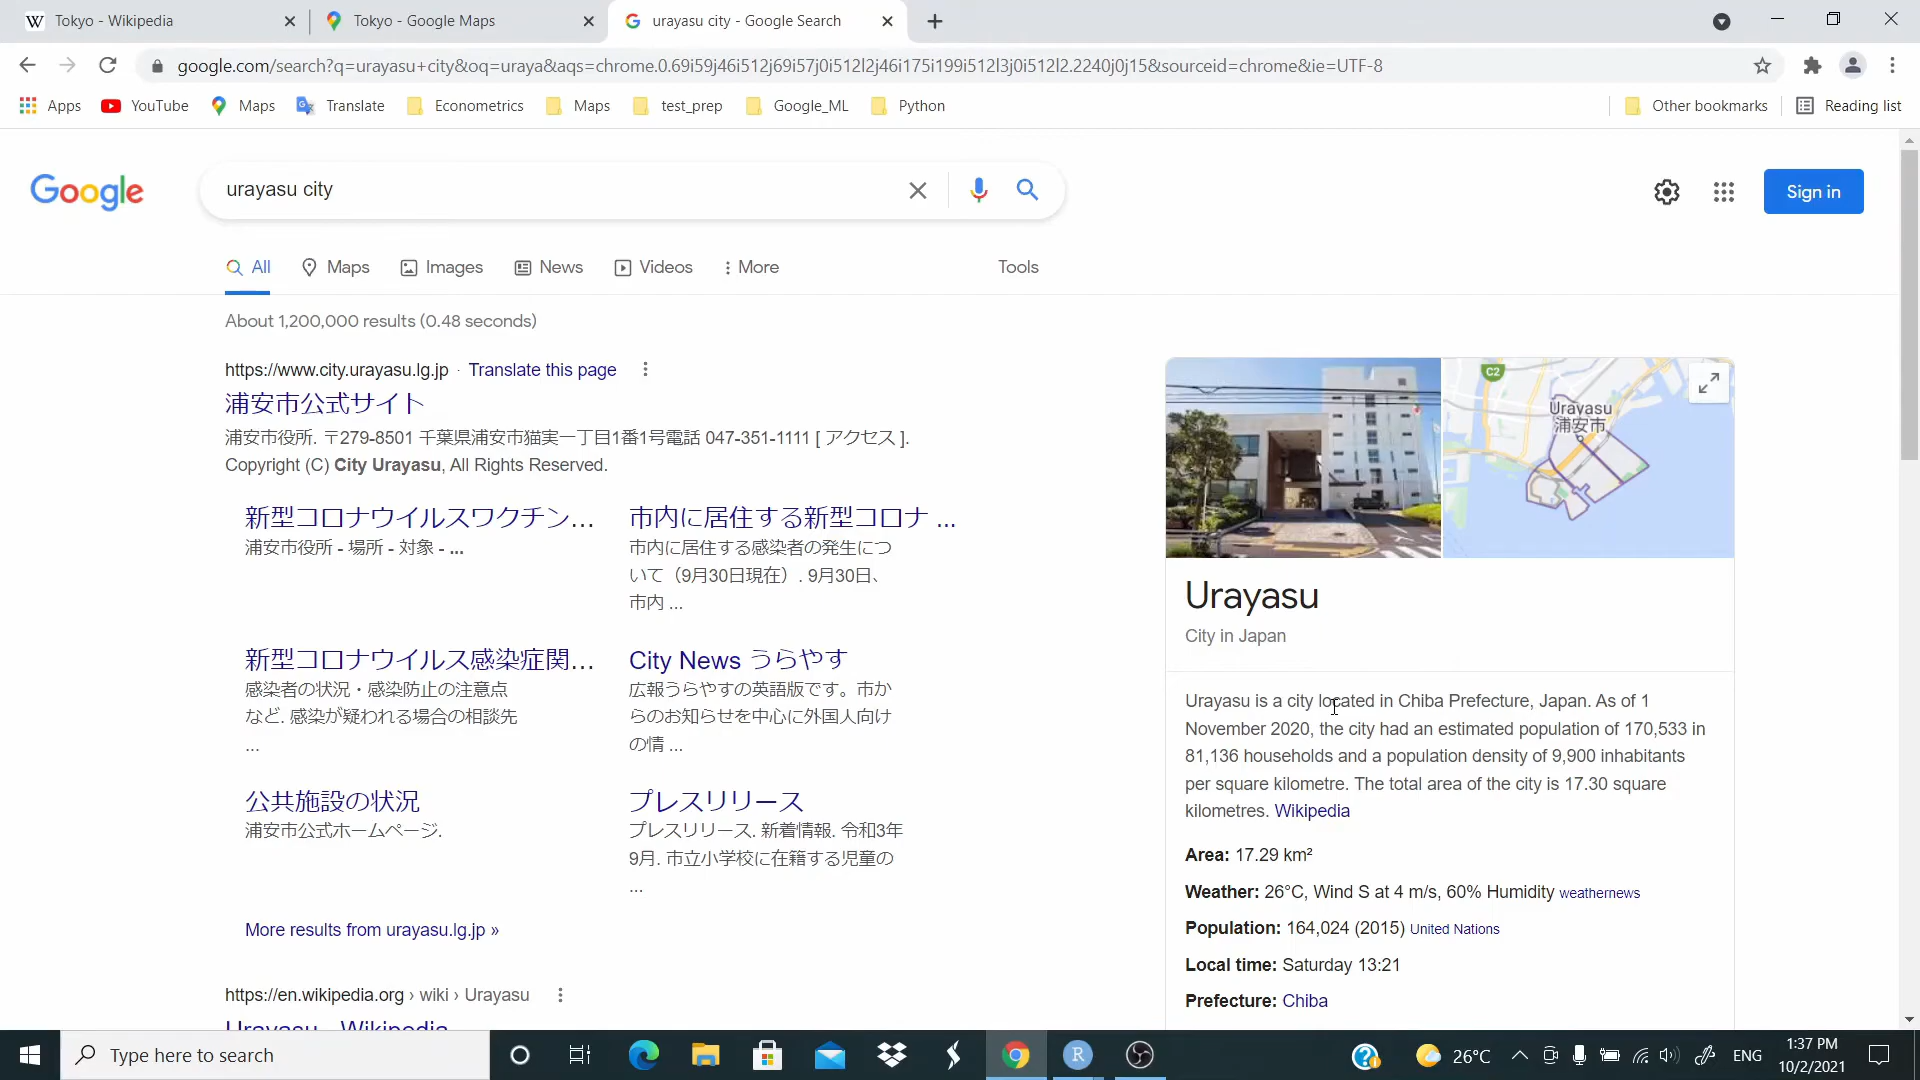 Tokyo - Wikipedia
Tokyo - Google Maps
urayasu city - Google Search
google.com/search?q=urayasu+city&oq=uraya&aqs=chrome.0.69i59j46i512j69i57j0i512l2j46i175i199i512l3j0i512l2.2240j0j15&sourceid=chrome&ie=UTF-8
Apps YouTube Maps Translate Econometrics Maps test_prep Google_ML Python Other bookmarks Reading list
Google
urayasu city
Sign in
All Maps Images News Videos More Tools
About 1,200,000 results (0.48 seconds)
https://www.city.urayasu.lg.jp · Translate this page
浦安市公式サイト
浦安市役所. 〒279-8501 千葉県浦安市猫実一丁目1番1号電話 047-351-1111 [ アクセス ].
Copyright (C) City Urayasu, All Rights Reserved.
新型コロナウイルスワクチン...
浦安市役所 - 場所 - 対象 - ...
市内に居住する新型コロナ ...
市内に居住する感染者の発生につ
いて（9月30日現在）. 9月30日、
市内 ...
新型コロナウイルス感染症関...
感染者の状況・感染防止の注意点
など. 感染が疑われる場合の相談先
...
City News うらやす
広報うらやすの英語版です。市か
らのお知らせを中心に外国人向け
の情 ...
公共施設の状況
浦安市公式ホームページ.
プレスリリース
プレスリリース. 新着情報. 令和3年
9月. 市立小学校に在籍する児童の
...
More results from urayasu.lg.jp »
https://en.wikipedia.org › wiki › Urayasu
Urayasu - Wikipedia
C2
Urayasu
浦安市
Urayasu
City in Japan
Urayasu is a city located in Chiba Prefecture, Japan. As of 1
November 2020, the city had an estimated population of 170,533 in
81,136 households and a population density of 9,900 inhabitants
per square kilometre. The total area of the city is 17.30 square
kilometres. Wikipedia
Area: 17.29 km²
Weather: 26°C, Wind S at 4 m/s, 60% Humidity weathernews
Population: 164,024 (2015) United Nations
Local time: Saturday 13:21
Prefecture: Chiba
Type here to search
R
26°C
ENG
1:37 PM
10/2/2021